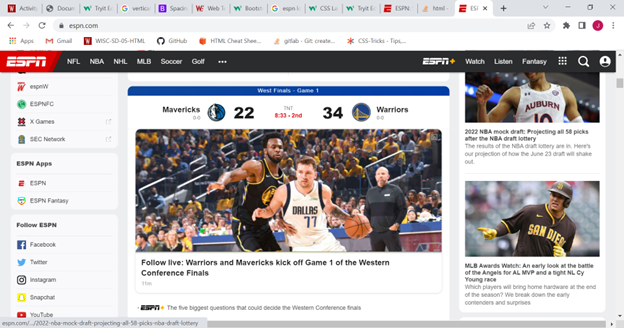 Activit
Docum
Tryit E
vertica
Spacin
Web T
Bootst
espn l
CSS La
Tryit E
ESPN
html -
ESP
espn.com
Apps
Gmail
WISC-SD-05-HTML
GitHub
HTML Cheat Shee...
gitlab - Git: create...
CSS-Tricks - Tips,...
ESPN NFL NBA NHL MLB Soccer Golf ••• ESPN+ Watch Listen Fantasy
espnW
ESPNFC
X Games
SEC Network
ESPN Apps
ESPN
ESPN Fantasy
Follow ESPN
Facebook
Twitter
Instagram
Snapchat
YouTube
West Finals - Game 1
Mavericks 22 TNT 34 Warriors
0-0 8:33 - 2nd 0-0
DALLAS
77
Follow live: Warriors and Mavericks kick off Game 1 of the Western
Conference Finals
ESPN+ The five biggest questions that could decide the Western Conference finals
AUBURN
10
2022 NBA mock draft: Projecting all 58 picks
after the NBA draft lottery
The results of the NBA draft lottery are in. Here's
our projection of how the June 23 draft will shake
out.
SAN DIEGO
MLB Awards Watch: An early look at the battle
of the Angels for AL MVP and a tight NL Cy
Young race
Which players will bring home hardware at the end
of the season? We break down the early
contenders and surprises
espn.com/.../2022-nba-mock-draft-projecting-all-58-picks-nba-draft-lottery